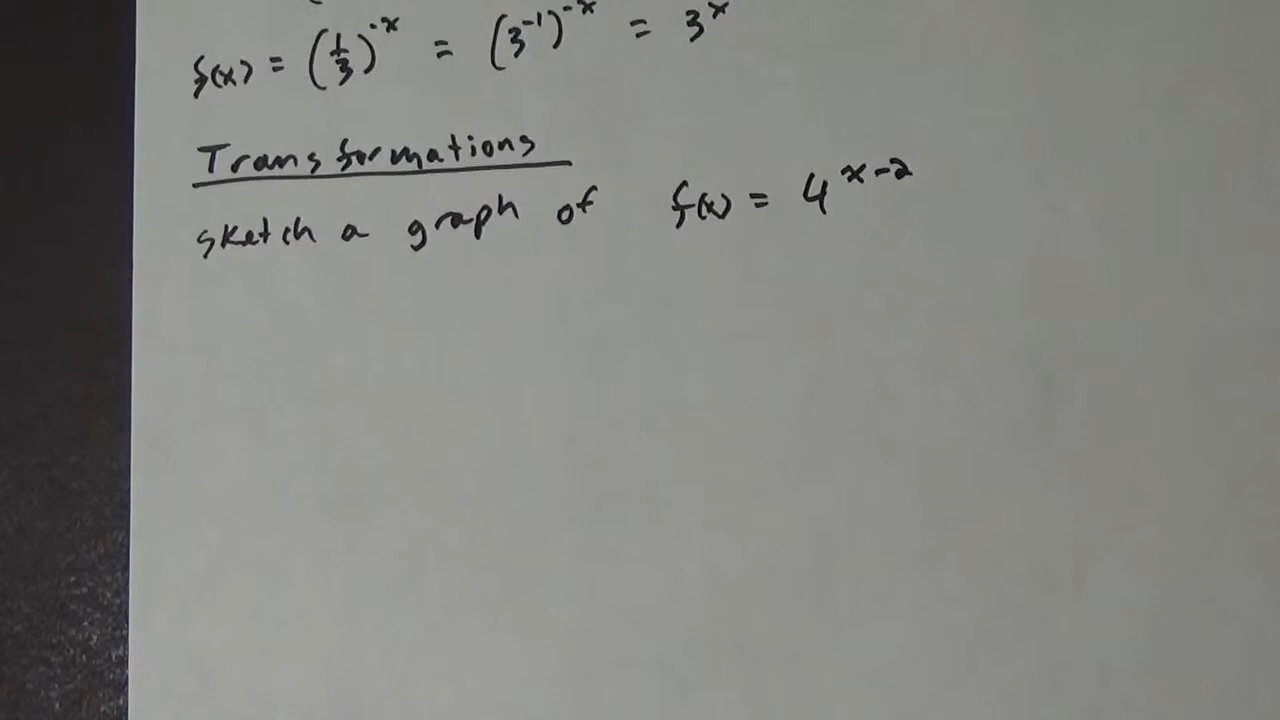 f(x) = (1/3)^-x = (3^-1)^-x = 3^x
Transformations
sketch a graph of f(x) = 4^x-2